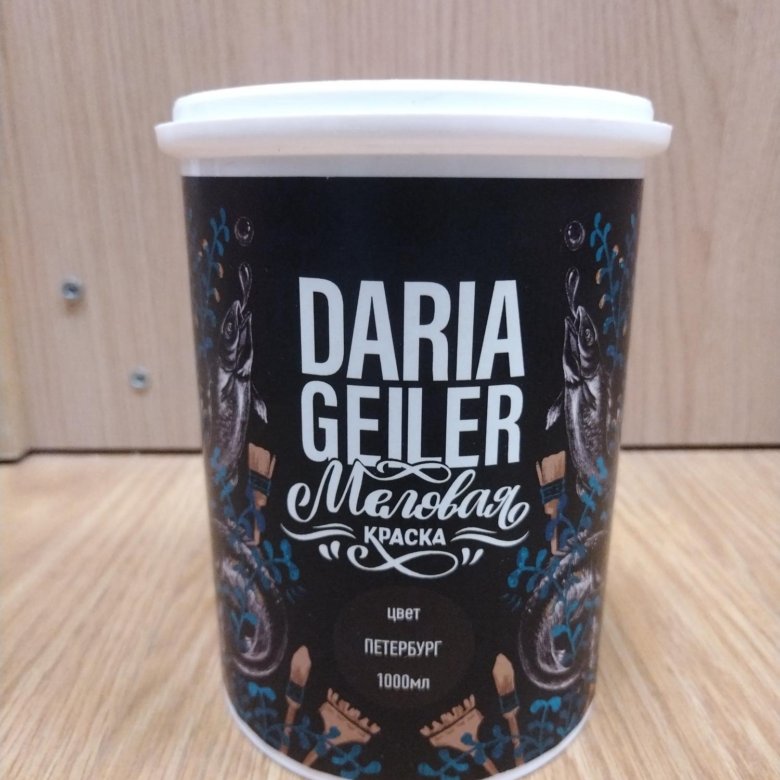 DARIA
GEILER
Меловая
КРАСКА
цвет
ПЕТЕРБУРГ
1000мл